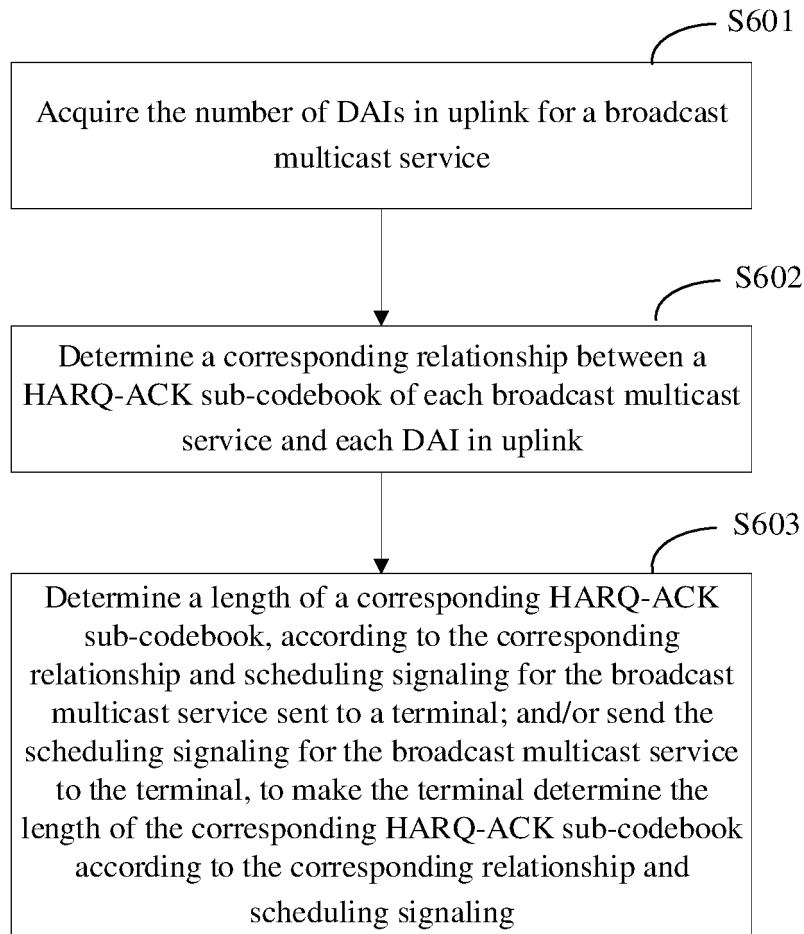 S601
Acquire the number of DAIs in uplink for a broadcast
multicast service
S602
Determine a corresponding relationship between a
HARQ-ACK sub-codebook of each broadcast multicast
service and each DAI in uplink
S603
Determine a length of a corresponding HARQ-ACK
sub-codebook, according to the corresponding
relationship and scheduling signaling for the broadcast
multicast service sent to a terminal; and/or send the
scheduling signaling for the broadcast multicast service
to the terminal, to make the terminal determine the
length of the corresponding HARQ-ACK sub-codebook
according to the corresponding relationship and
scheduling signaling